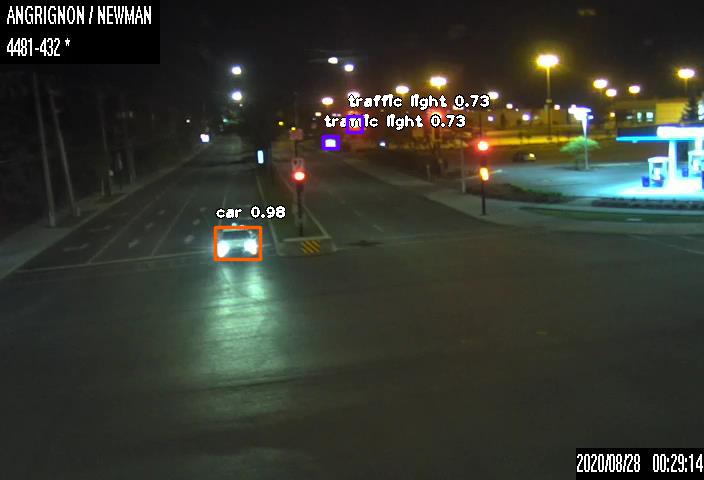 ANGRIGNON / NEWMAN
4481-432 *
traffic light 0.73
traffic light 0.73
car 0.98
2020/08/28 00:29:14